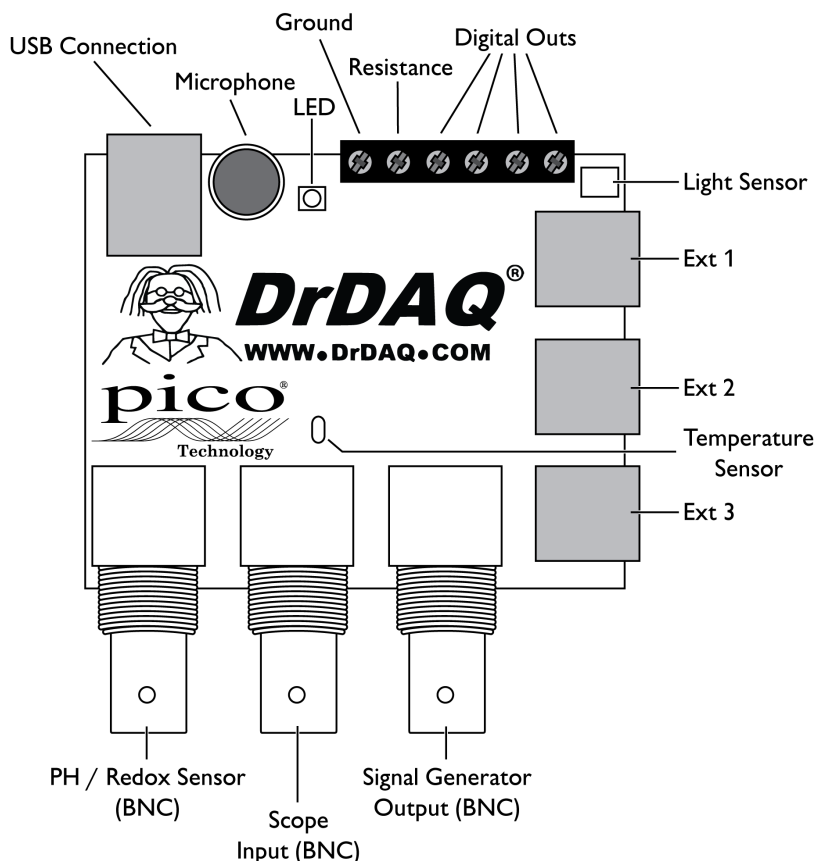 Ground
Digital Outs
USB Connection
Resistance
Microphone
LED
Light Sensor
Ext 1
DrDAQ®
WWW•DrDAQ•COM
Ext 2
pico®
Technology
Temperature
Sensor
Ext 3
PH / Redox Sensor
(BNC)
Scope
Input (BNC)
Signal Generator
Output (BNC)